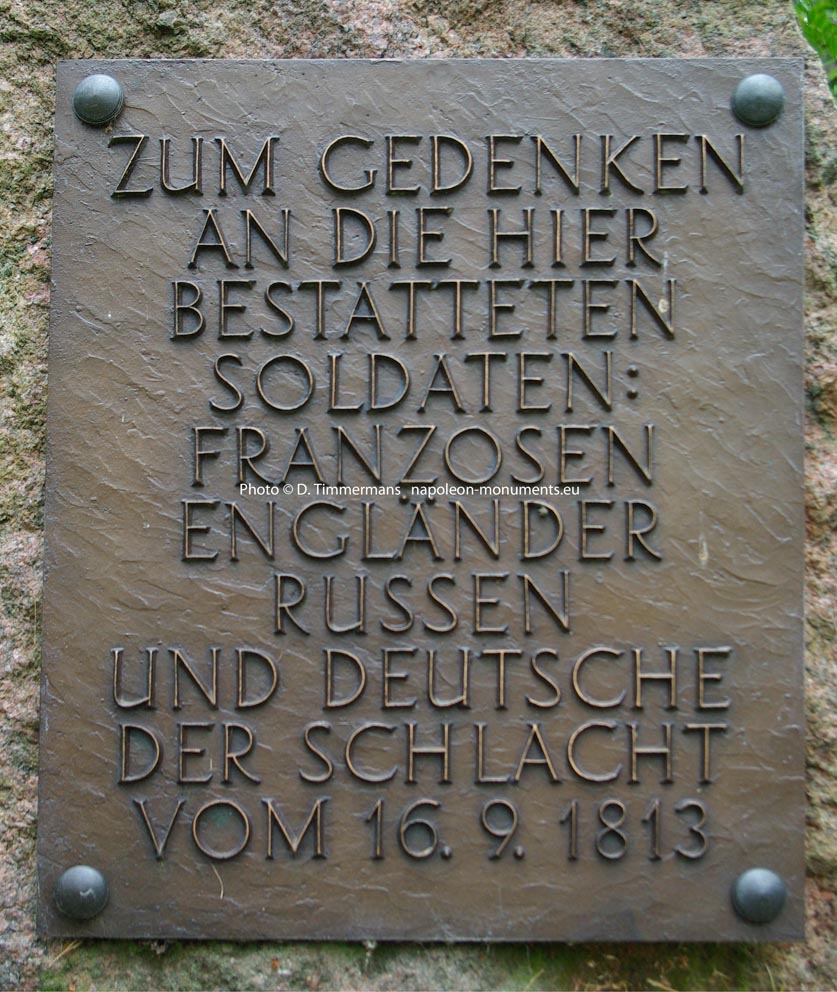 ZUM GEDENKEN
AN DIE HIER
BESTATTETEN
SOLDATEN:
FRANZOSEN
Photo © D. Timmermans, napoleon-monuments.eu
ENGLÄNDER
RUSSEN
UND DEUTSCHE
DER SCHLACHT
VOM 16. 9. 1813